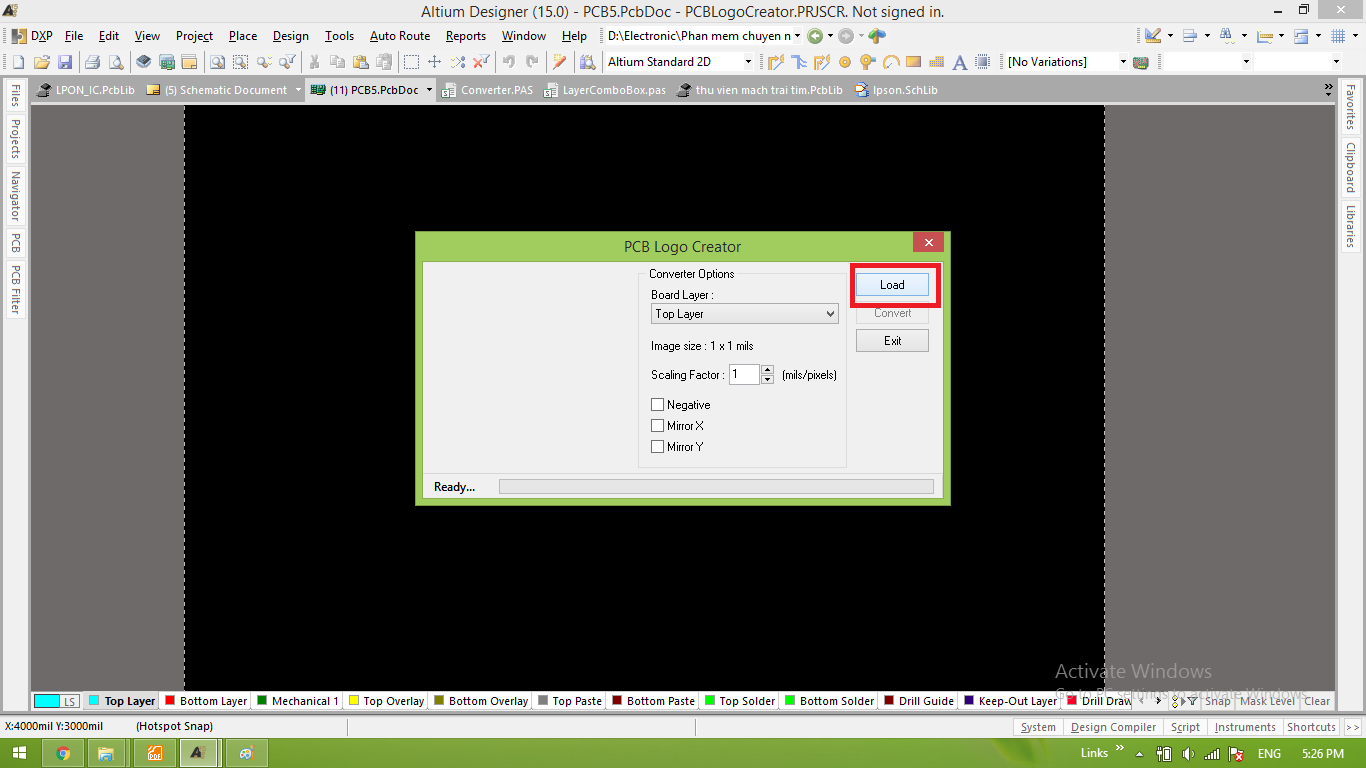 Altium Designer (15.0) - PCB5.PcbDoc - PCBLogoCreator.PRJSCR. Not signed in.
DXP File Edit View Project Place Design Tools Auto Route Reports Window Help D:\Electronic\Phan mem chuyen n
Altium Standard 2D [No Variations]
LPON_IC.PcbLib (5) Schematic Document (11) PCB5.PcbDoc Converter.PAS LayerComboBox.pas thu vien mach trai tim.PcbLib Ipson.SchLib
Files
Projects
Navigator
PCB
PCB Filter
Favorites
Clipboard
Libraries
PCB Logo Creator
Converter Options
Board Layer :
Top Layer
Image size : 1 x 1 mils
Scaling Factor : 1 (mils/pixels)
Negative
Mirror X
Mirror Y
Load
Convert
Exit
Ready...
Activate Windows
Go to PC settings to activate Windows.
LS Top Layer Bottom Layer Mechanical 1 Top Overlay Bottom Overlay Top Paste Bottom Paste Top Solder Bottom Solder Drill Guide Keep-Out Layer Drill Draw Snap Mask Level Clear
X:4000mil Y:3000mil (Hotspot Snap) System Design Compiler Script Instruments Shortcuts >>
Links ENG 5:26 PM